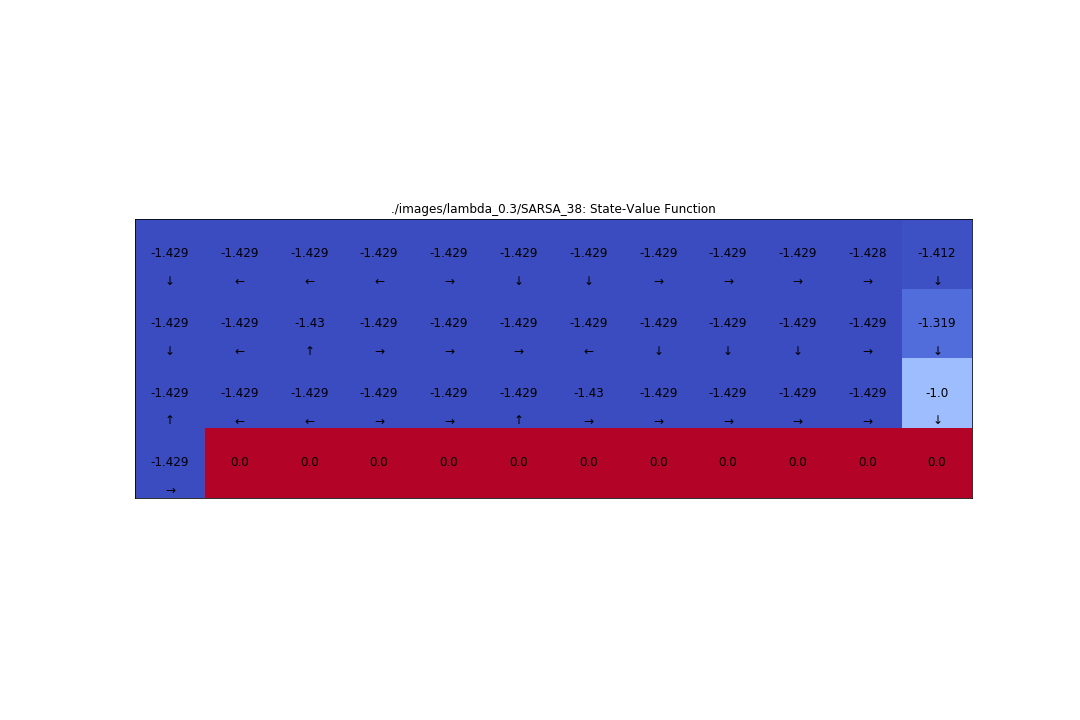 ./images/lambda_0.3/SARSA_38: State-Value Function
-1.429 -1.429 -1.429 -1.429 -1.429 -1.429 -1.429 -1.429 -1.429 -1.429 -1.428 -1.412
↓ ← ← ← → ↓ ↓ → → → → ↓
-1.429 -1.429 -1.43 -1.429 -1.429 -1.429 -1.429 -1.429 -1.429 -1.429 -1.429 -1.319
↓ ← ↑ → → → ← ↓ ↓ ↓ → ↓
-1.429 -1.429 -1.429 -1.429 -1.429 -1.429 -1.43 -1.429 -1.429 -1.429 -1.429 -1.0
↑ ← ← → → ↑ → → → → → ↓
-1.429 0.0 0.0 0.0 0.0 0.0 0.0 0.0 0.0 0.0 0.0 0.0
→